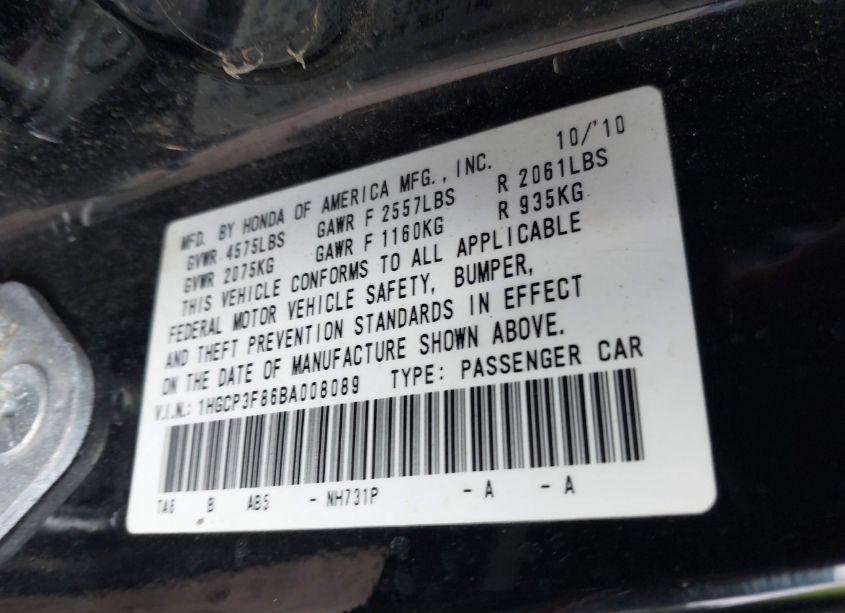 MFD. BY HONDA OF AMERICA MFG., INC. 10/'10
GVWR 4575LBS GAWR F 2557LBS R 2061LBS
GVWR 2075KG GAWR F 1160KG R 935KG
THIS VEHICLE CONFORMS TO ALL APPLICABLE
FEDERAL MOTOR VEHICLE SAFETY, BUMPER,
AND THEFT PREVENTION STANDARDS IN EFFECT
ON THE DATE OF MANUFACTURE SHOWN ABOVE.
V.I.N.: 1HGCP3F86BA008089 TYPE: PASSENGER CAR
TA6 B AB5 - NH731P - A - A